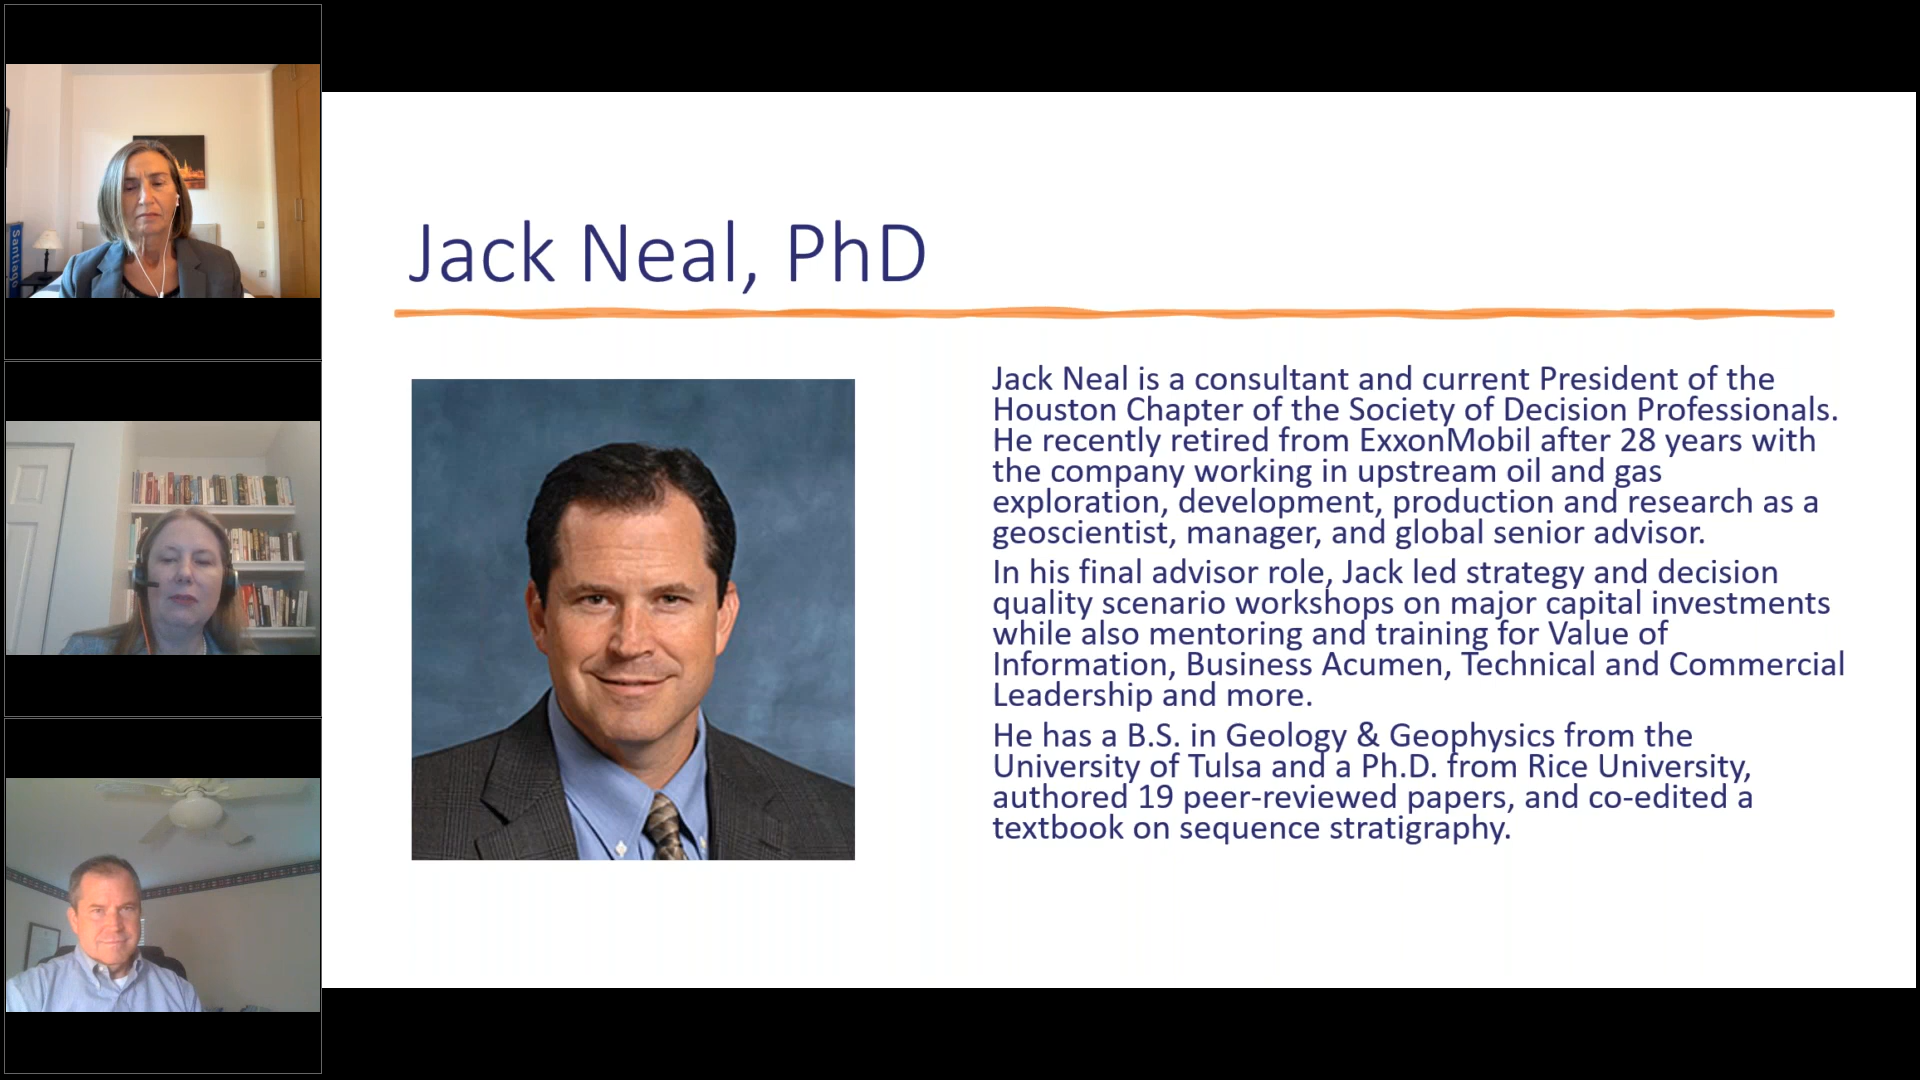 Santiago
Jack Neal, PhD
Jack Neal is a consultant and current President of the
Houston Chapter of the Society of Decision Professionals.
He recently retired from ExxonMobil after 28 years with
the company working in upstream oil and gas
exploration, development, production and research as a
geoscientist, manager, and global senior advisor.
In his final advisor role, Jack led strategy and decision
quality scenario workshops on major capital investments
while also mentoring and training for Value of
Information, Business Acumen, Technical and Commercial
Leadership and more.
He has a B.S. in Geology & Geophysics from the
University of Tulsa and a Ph.D. from Rice University,
authored 19 peer-reviewed papers, and co-edited a
textbook on sequence stratigraphy.